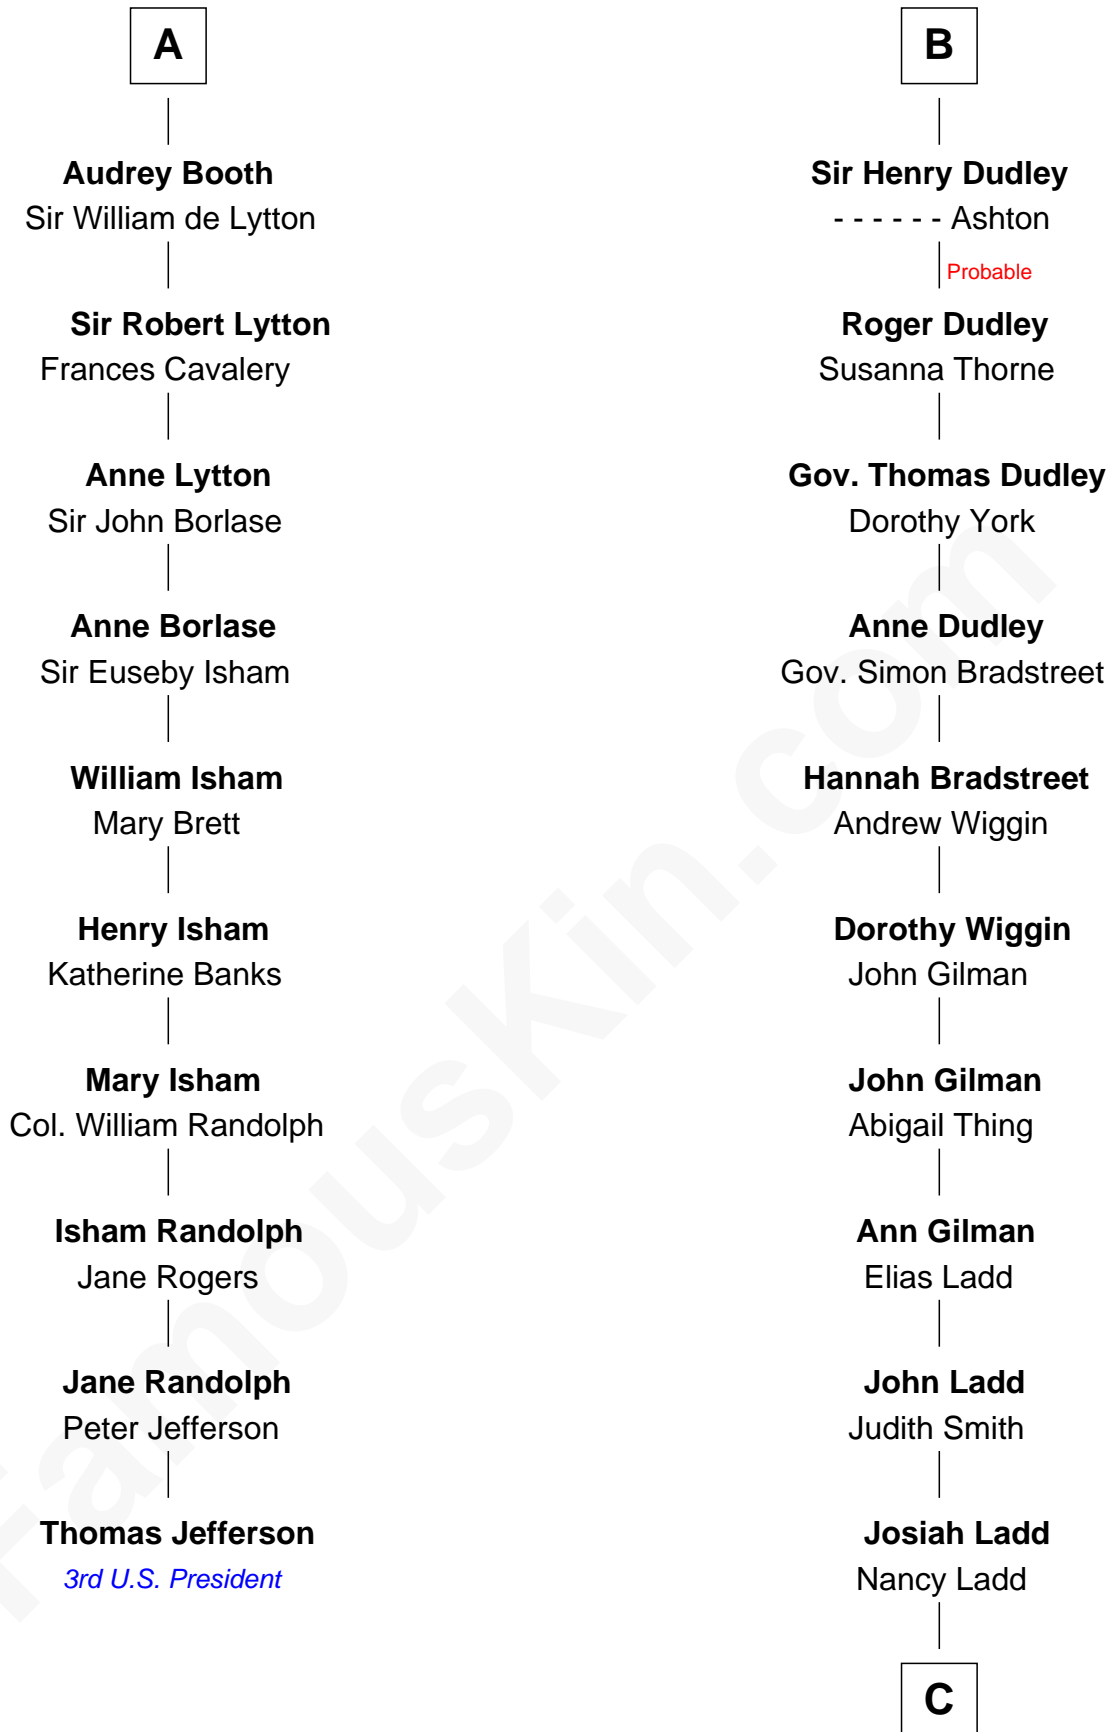 A
Audrey Booth
Sir William de Lytton
Sir Robert Lytton
Frances Cavalery
Anne Lytton
Sir John Borlase
Anne Borlase
Sir Euseby Isham
William Isham
Mary Brett
Henry Isham
Katherine Banks
Mary Isham
Col. William Randolph
Isham Randolph
Jane Rogers
Jane Randolph
Peter Jefferson
Thomas Jefferson
3rd U.S. President
B
Sir Henry Dudley
- - - - - - Ashton
Probable
Roger Dudley
Susanna Thorne
Gov. Thomas Dudley
Dorothy York
Anne Dudley
Gov. Simon Bradstreet
Hannah Bradstreet
Andrew Wiggin
Dorothy Wiggin
John Gilman
John Gilman
Abigail Thing
Ann Gilman
Elias Ladd
John Ladd
Judith Smith
Josiah Ladd
Nancy Ladd
C
FamousKin.com